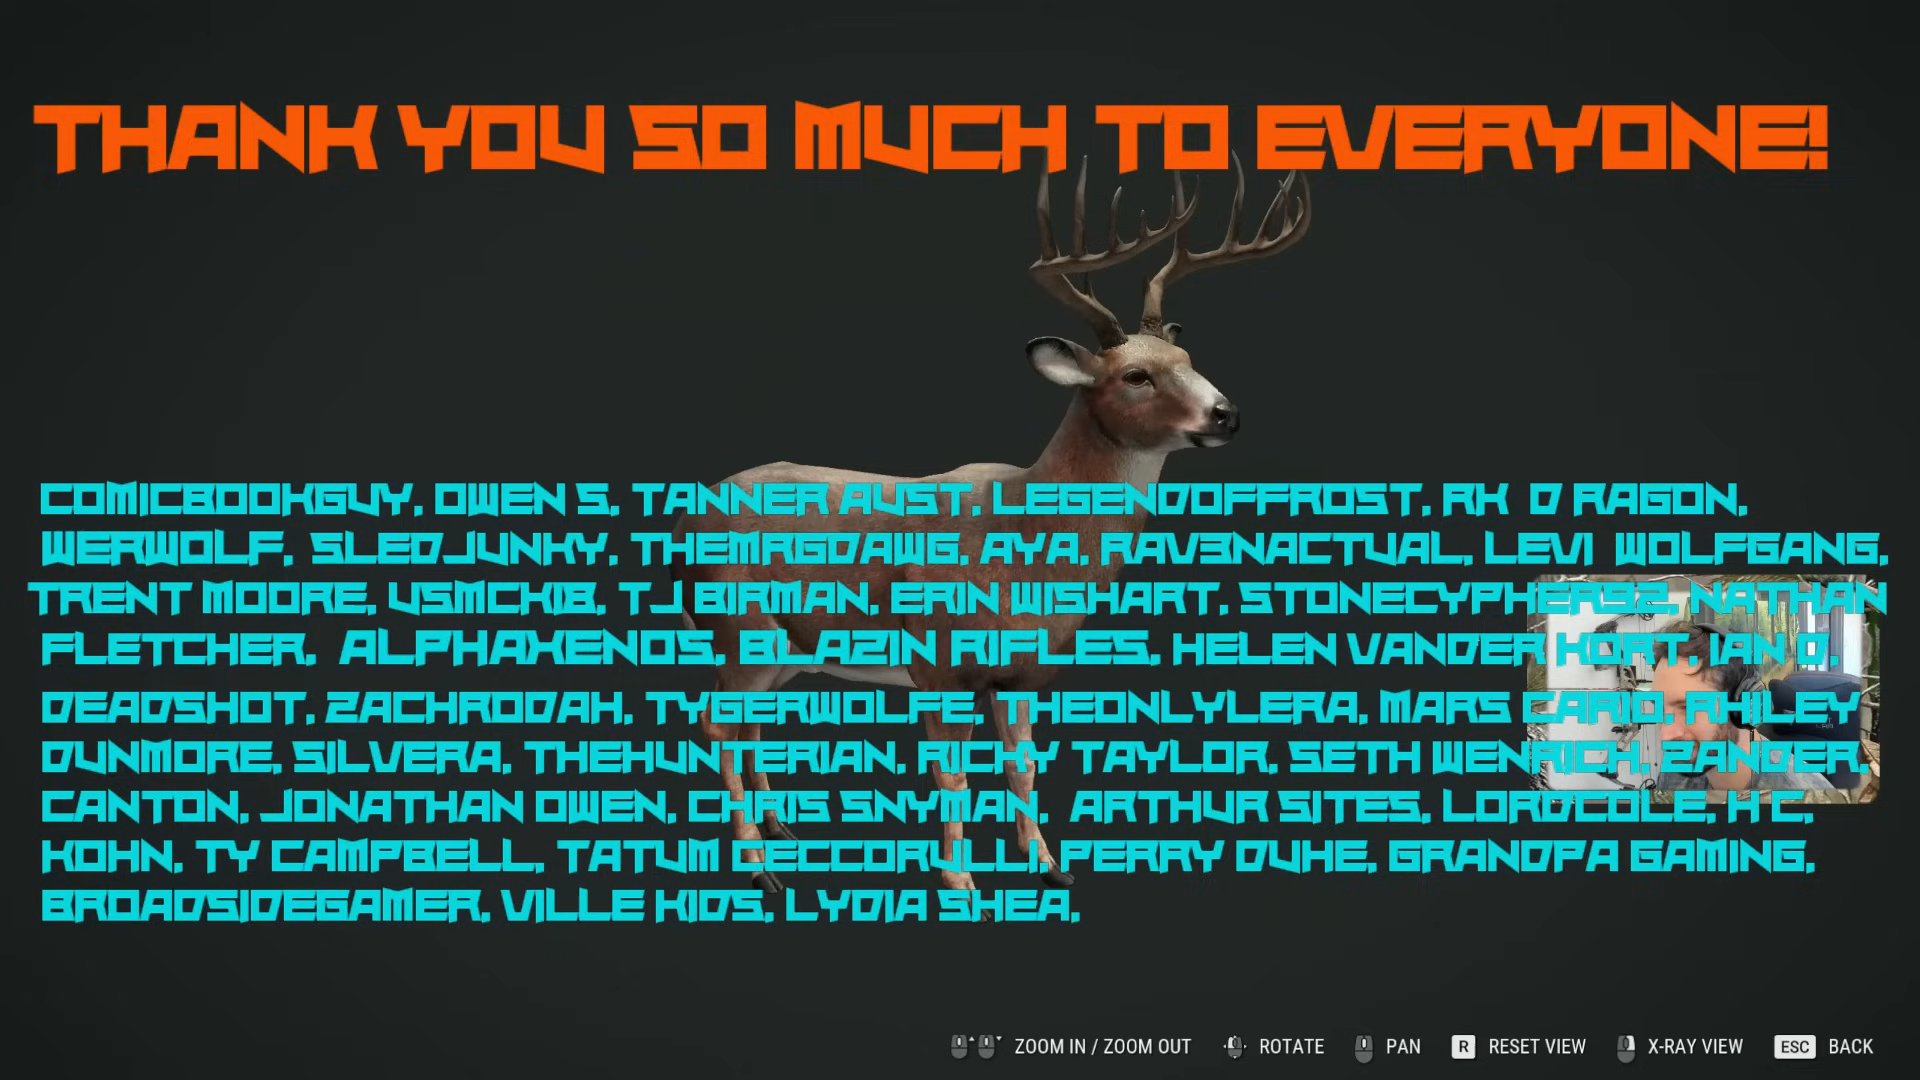 THANK YOU SO MUCH TO EVERYONE!
COMICBOOKGUY, OWEN S, TANNER AUST, LEGENDOFFROST, RK D RAGON,
WERWOLF, SLEDJUNKY, THEMRGDAWG, AYA, RAV3NACTUAL, LEVI WOLFGANG,
TRENT MOORE, USMCKIB, TJ BIRMAN, ERIN WISHART, STONECYPHER92, NATHAN
FLETCHER, ALPHAXENOS, BLAZIN RIFLES, HELEN VANDER KORT, IAN D,
DEADSHOT, ZACHRODAH, TYGERWOLFE, THEONLYLERA, MARS CARID, RHILEY
DUNMORE, SILVERA, THEHUNTERIAN, RICKY TAYLOR, SETH WENRICH, ZANDER,
CANTON, JONATHAN OWEN, CHRIS SNYMAN, ARTHUR SITES, LORDCOLE, H C,
KOHN, TY CAMPBELL, TATUM CECCORULLI, PERRY DUHE, GRANDPA GAMING,
BROADSIDEGAMER, VILLE KIDS, LYDIA SHEA,
ZOOM IN / ZOOM OUT ROTATE PAN R RESET VIEW X-RAY VIEW ESC BACK